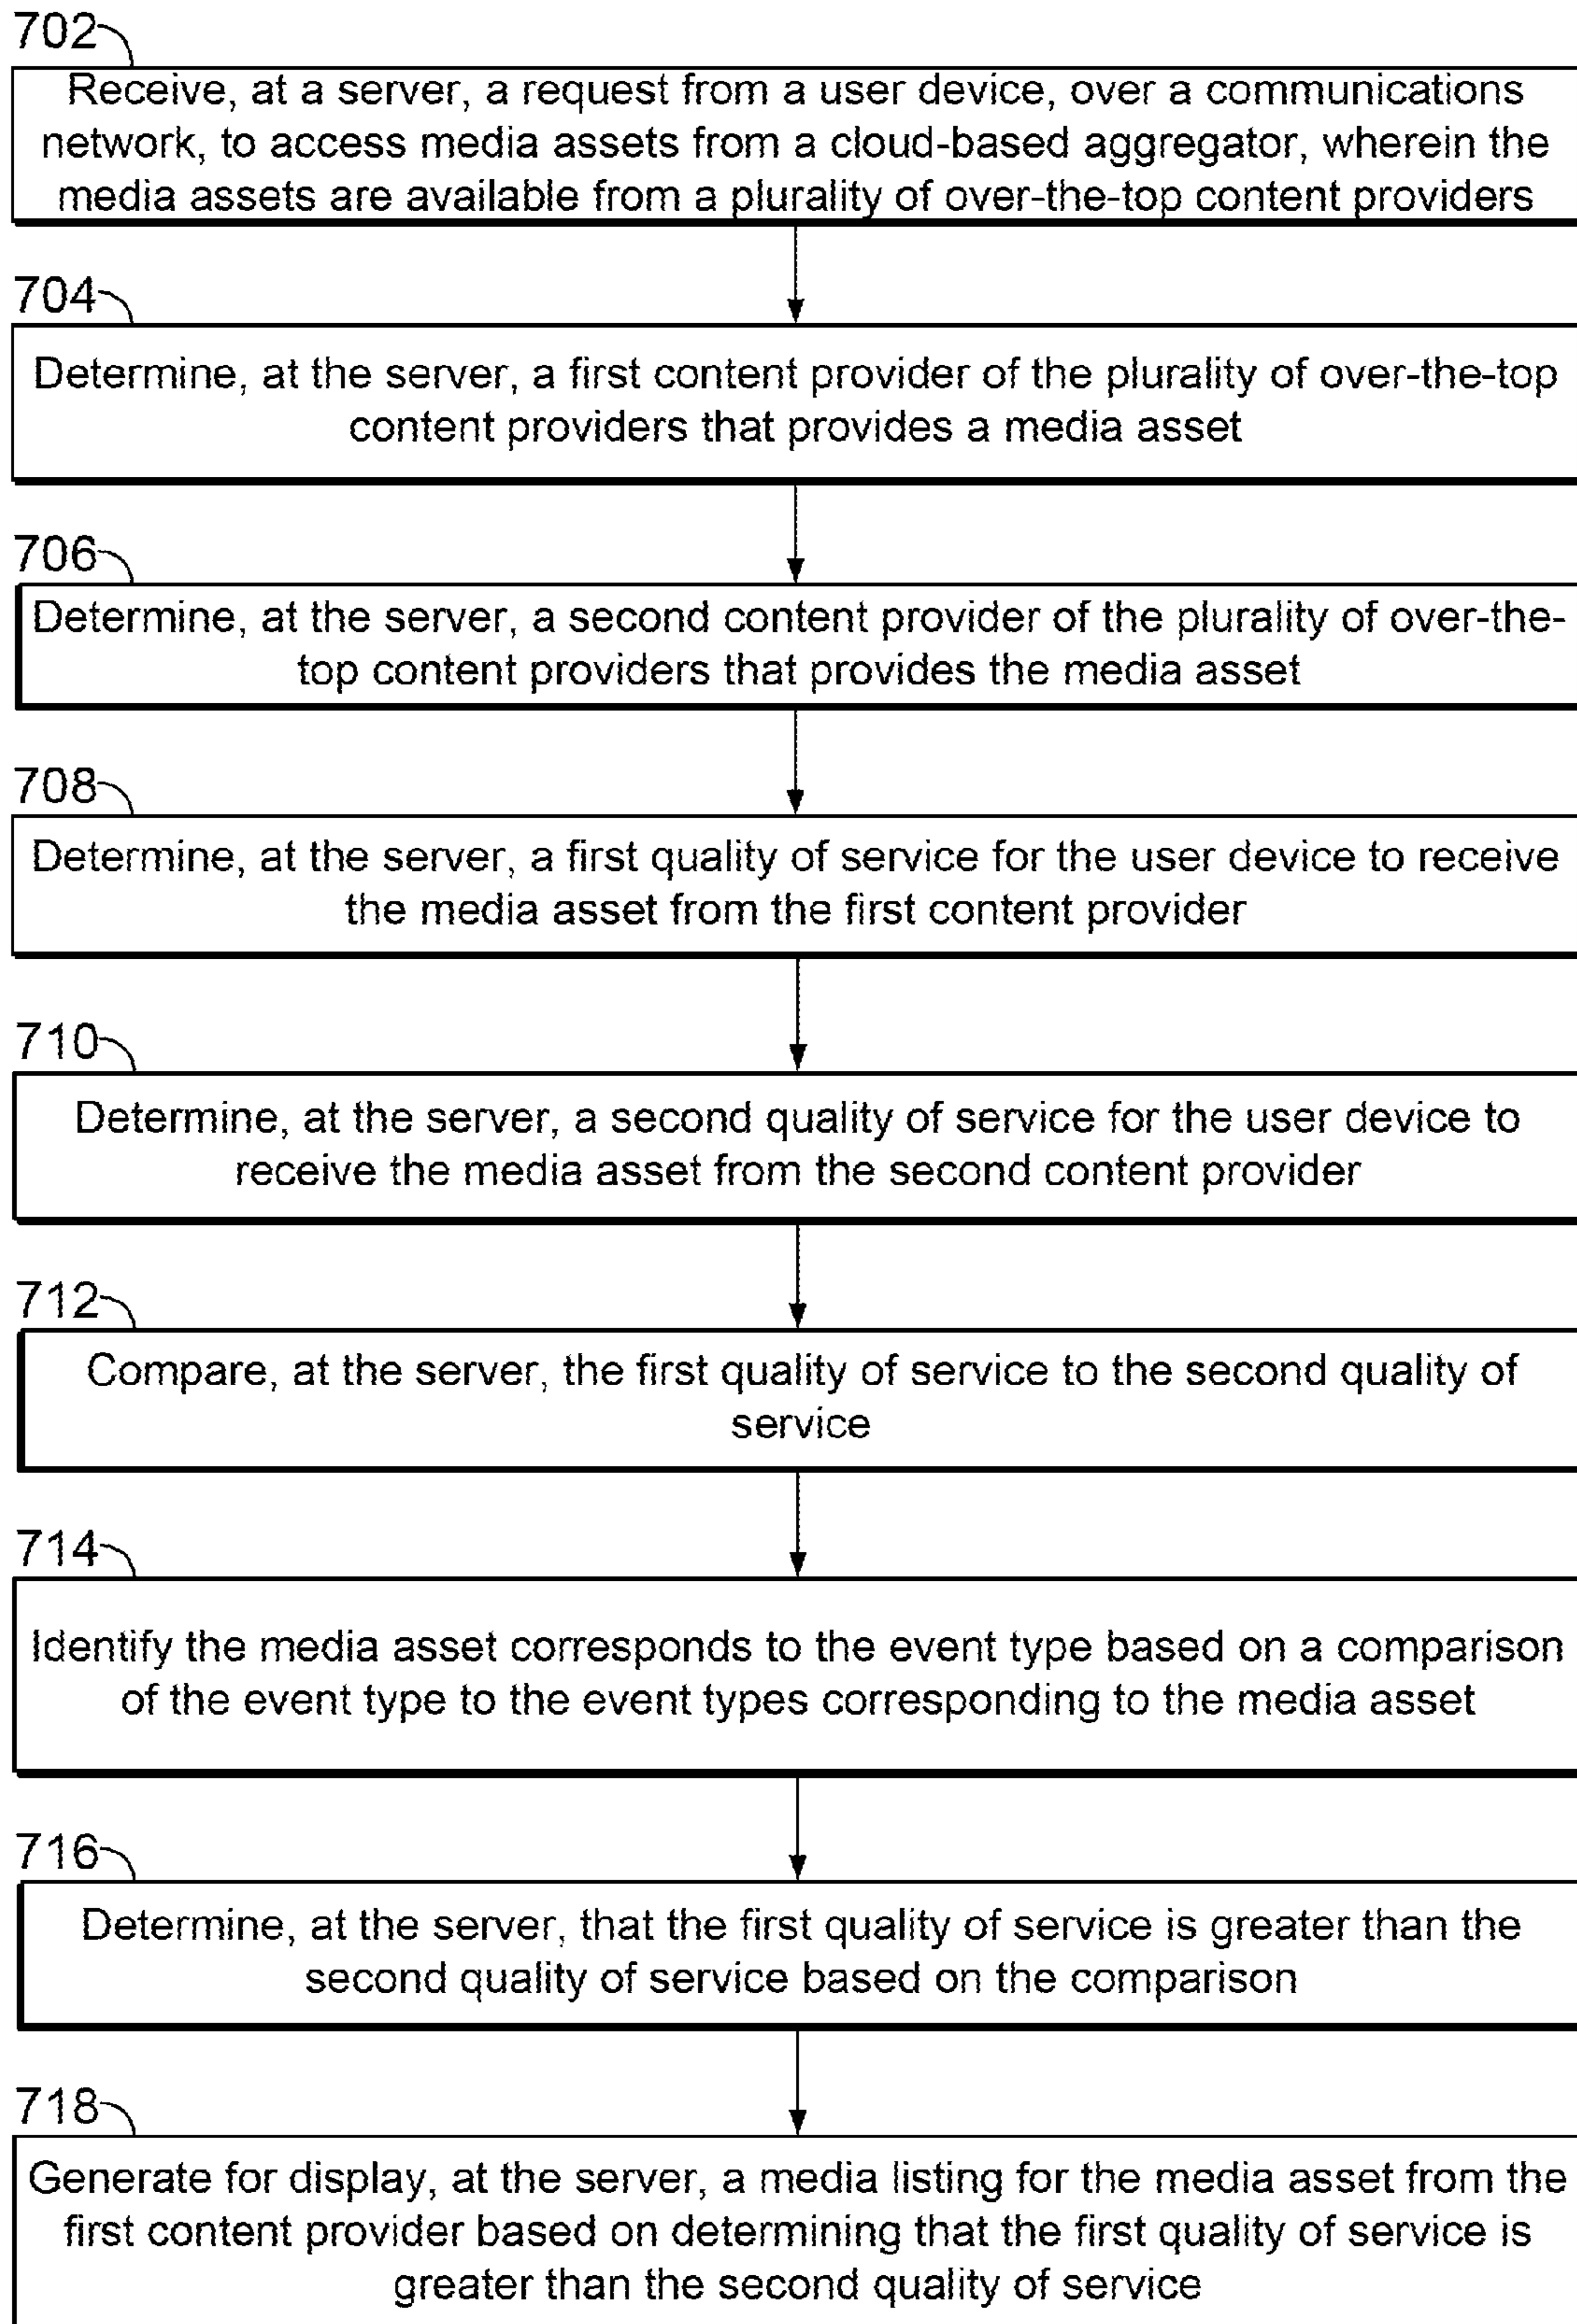 702
Receive, at a server, a request from a user device, over a communications
network, to access media assets from a cloud-based aggregator, wherein the
media assets are available from a plurality of over-the-top content providers
704
Determine, at the server, a first content provider of the plurality of over-the-top
content providers that provides a media asset
706
Determine, at the server, a second content provider of the plurality of over-the-
top content providers that provides the media asset
708
Determine, at the server, a first quality of service for the user device to receive
the media asset from the first content provider
710
Determine, at the server, a second quality of service for the user device to
receive the media asset from the second content provider
712
Compare, at the server, the first quality of service to the second quality of
service
714
Identify the media asset corresponds to the event type based on a comparison
of the event type to the event types corresponding to the media asset
716
Determine, at the server, that the first quality of service is greater than the
second quality of service based on the comparison
718
Generate for display, at the server, a media listing for the media asset from the
first content provider based on determining that the first quality of service is
greater than the second quality of service